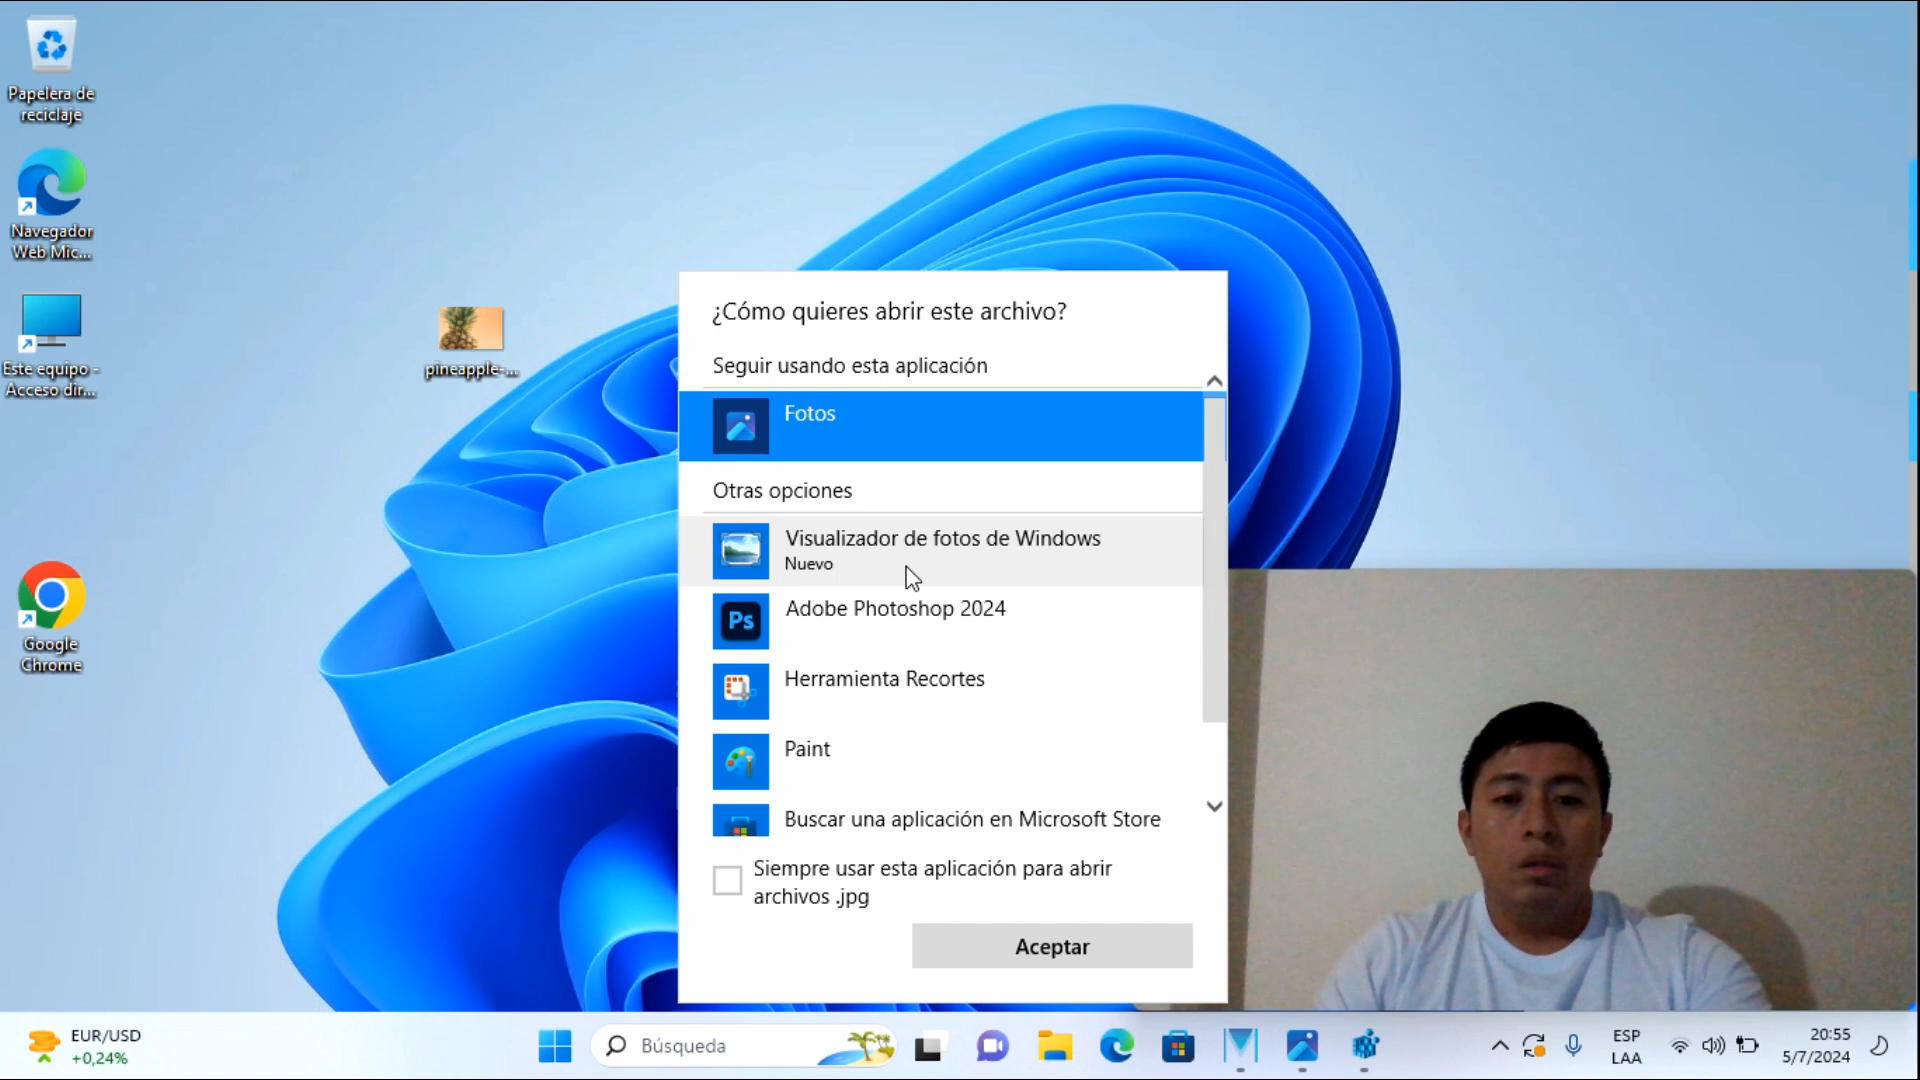 Papelera de
reciclaje
Navegador
Web Mic...
Este equipo -
Acceso dir...
Google
Chrome
pineapple-...
¿Cómo quieres abrir este archivo?
Seguir usando esta aplicación
Fotos
Otras opciones
Visualizador de fotos de Windows
Nuevo
Ps
Adobe Photoshop 2024
Herramienta Recortes
Paint
Buscar una aplicación en Microsoft Store
Siempre usar esta aplicación para abrir
archivos .jpg
Aceptar
EUR/USD
+0,24%
Búsqueda
ESP
LAA
20:55
5/7/2024